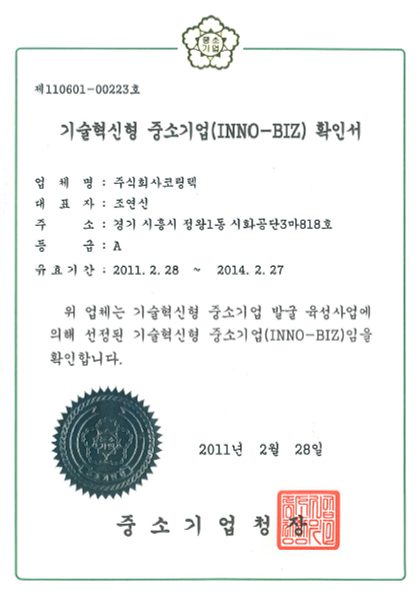 중소
기업
제110601-00223호
기술혁신형 중소기업(INNO-BIZ) 확인서
업 체 명 : 주식회사코링텍
대 표 자 : 조연신
주 소 : 경기 시흥시 정왕1동 시화공단3마818호
등 급 : A
유효기간 : 2011. 2. 28 ~ 2014. 2. 27
위 업체는 기술혁신형 중소기업 발굴 육성사업에
의해 선정된 기술혁신형 중소기업(INNO-BIZ)임을
확인합니다.
2011년 2월 28일
중소기업청장